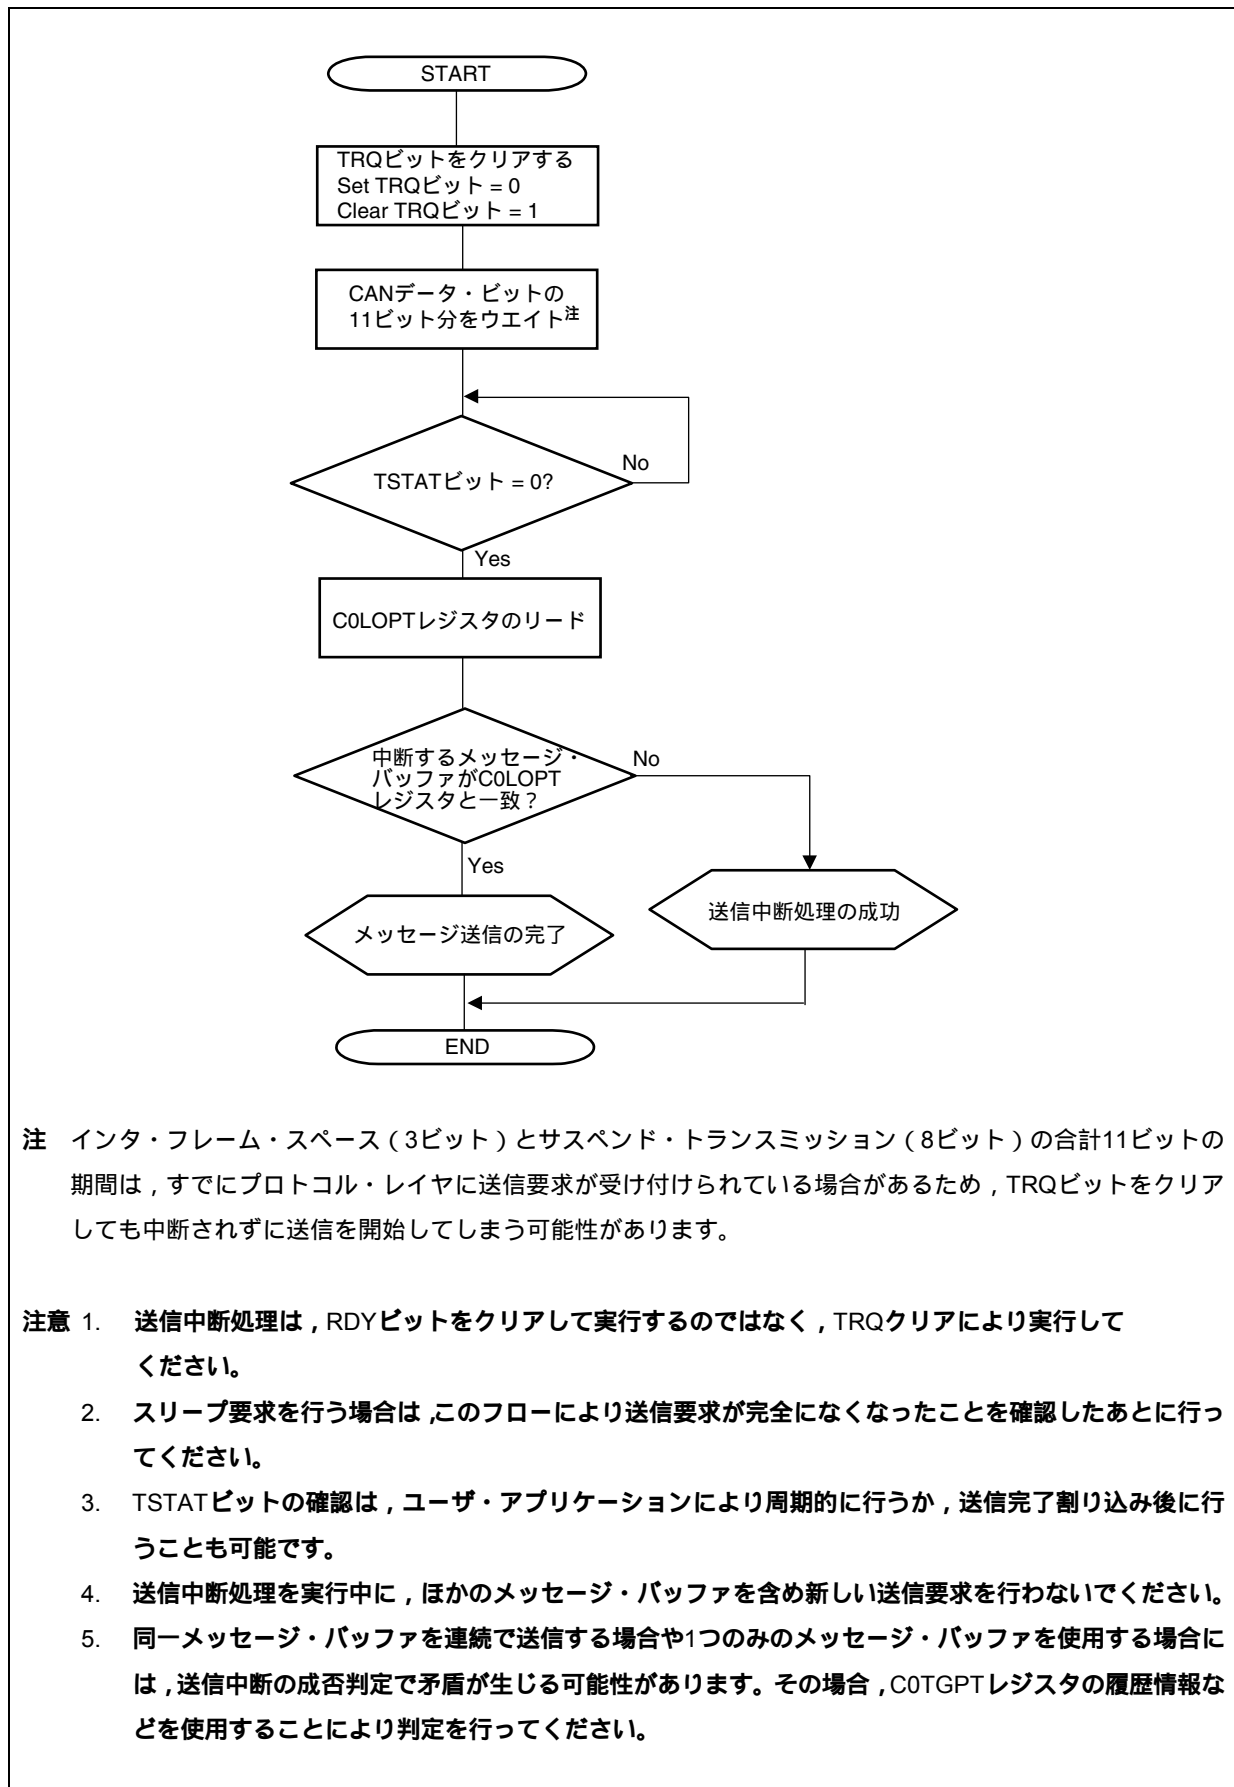 START
TRQビットをクリアする
Set TRQビット = 0
Clear TRQビット = 1
CANデータ・ビットの
11ビット分をウエイト注
TSTATビット = 0?
No
Yes
C0LOPTレジスタのリード
中断するメッセージ・
バッファがC0LOPT
レジスタと一致?
No
Yes
送信中断処理の成功
メッセージ送信の完了
END
注 インタ・フレーム・スペース(3ビット)とサスペンド・トランスミッション(8ビット)の合計11ビットの
期間は,すでにプロトコル・レイヤに送信要求が受け付けられている場合があるため,TRQビットをクリア
しても中断されずに送信を開始してしまう可能性があります。
注意 1. 送信中断処理は,RDYビットをクリアして実行するのではなく,TRQクリアにより実行して
ください。
2. スリープ要求を行う場合は,このフローにより送信要求が完全になくなったことを確認したあとに行っ
てください。
3. TSTATビットの確認は,ユーザ・アプリケーションにより周期的に行うか,送信完了割り込み後に行
うことも可能です。
4. 送信中断処理を実行中に,ほかのメッセージ・バッファを含め新しい送信要求を行わないでください。
5. 同一メッセージ・バッファを連続で送信する場合や1つのみのメッセージ・バッファを使用する場合に
は,送信中断の成否判定で矛盾が生じる可能性があります。その場合,C0TGPTレジスタの履歴情報な
どを使用することにより判定を行ってください。